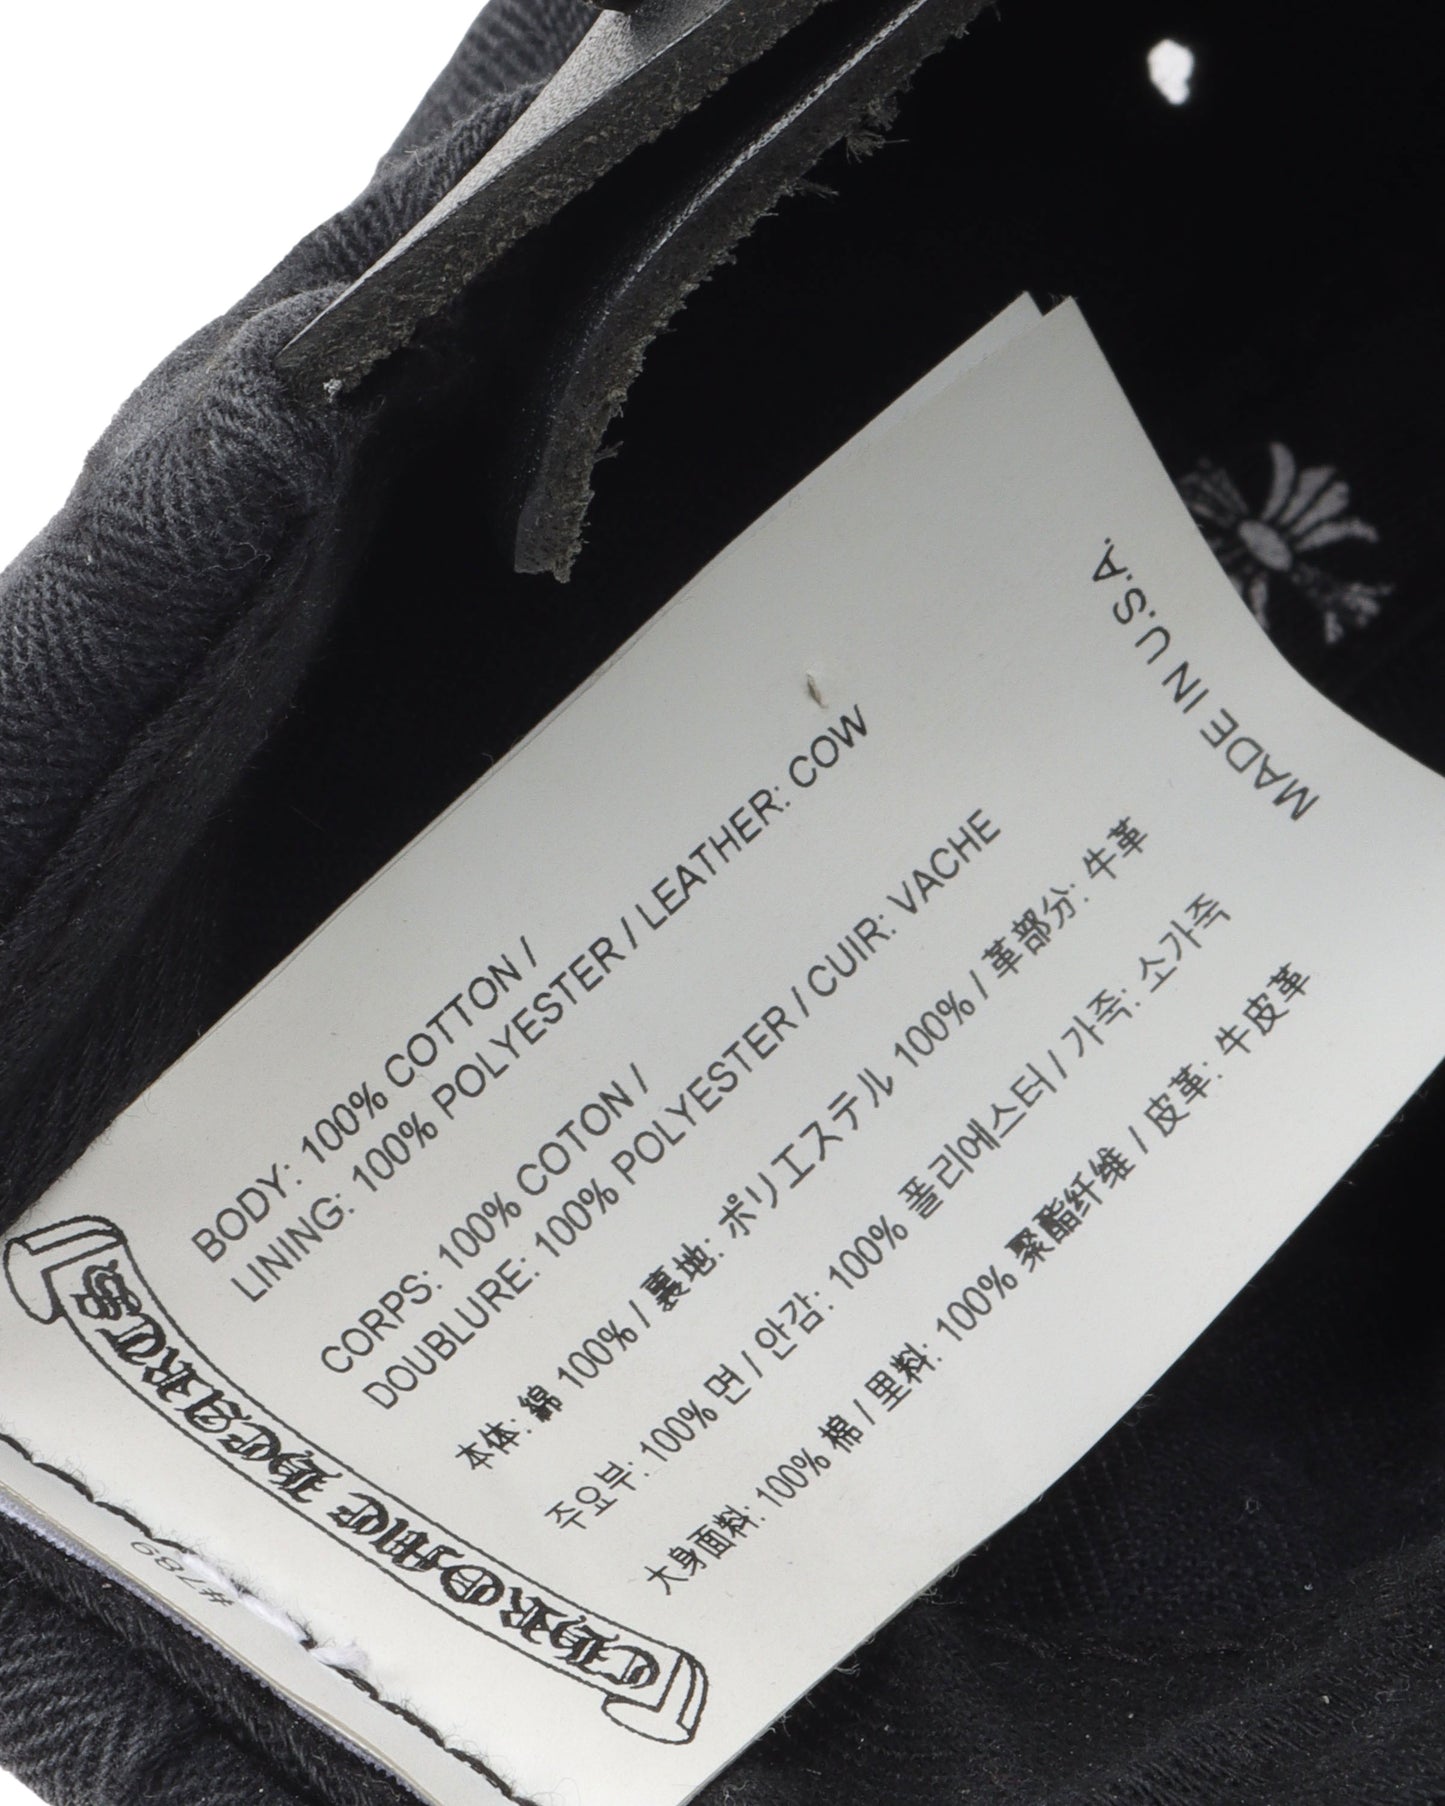 BODY: 100% COTTON /
LINING: 100% POLYESTER / LEATHER: COW
CORPS: 100% COTON /
DOUBLURE: 100% POLYESTER / CUIR: VACHE
本体: 綿 100% / 裏地: ポリエステル 100% / 革部分: 牛革
주요부: 100% 면 / 안감: 100% 폴리에스터 / 가죽: 소가죽
大身面料: 100% 棉 / 里料: 100% 聚酯纤维 / 皮革: 牛皮革
MADE IN U.S.A.
CHROME HEARTS
#789